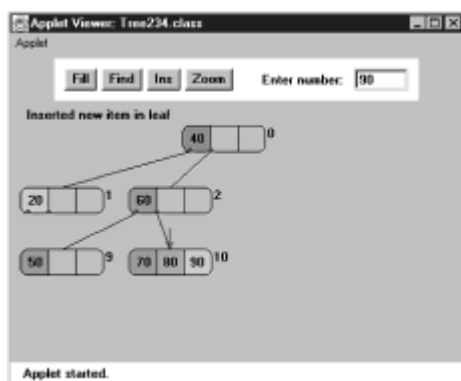 Applet Viewer: Tree234.class
Applet
Fill Find Ins Zoom Enter number: 90
Inserted new item in leaf
40 0
20 1 60 2
50 9 70 80 90 10
Applet started.